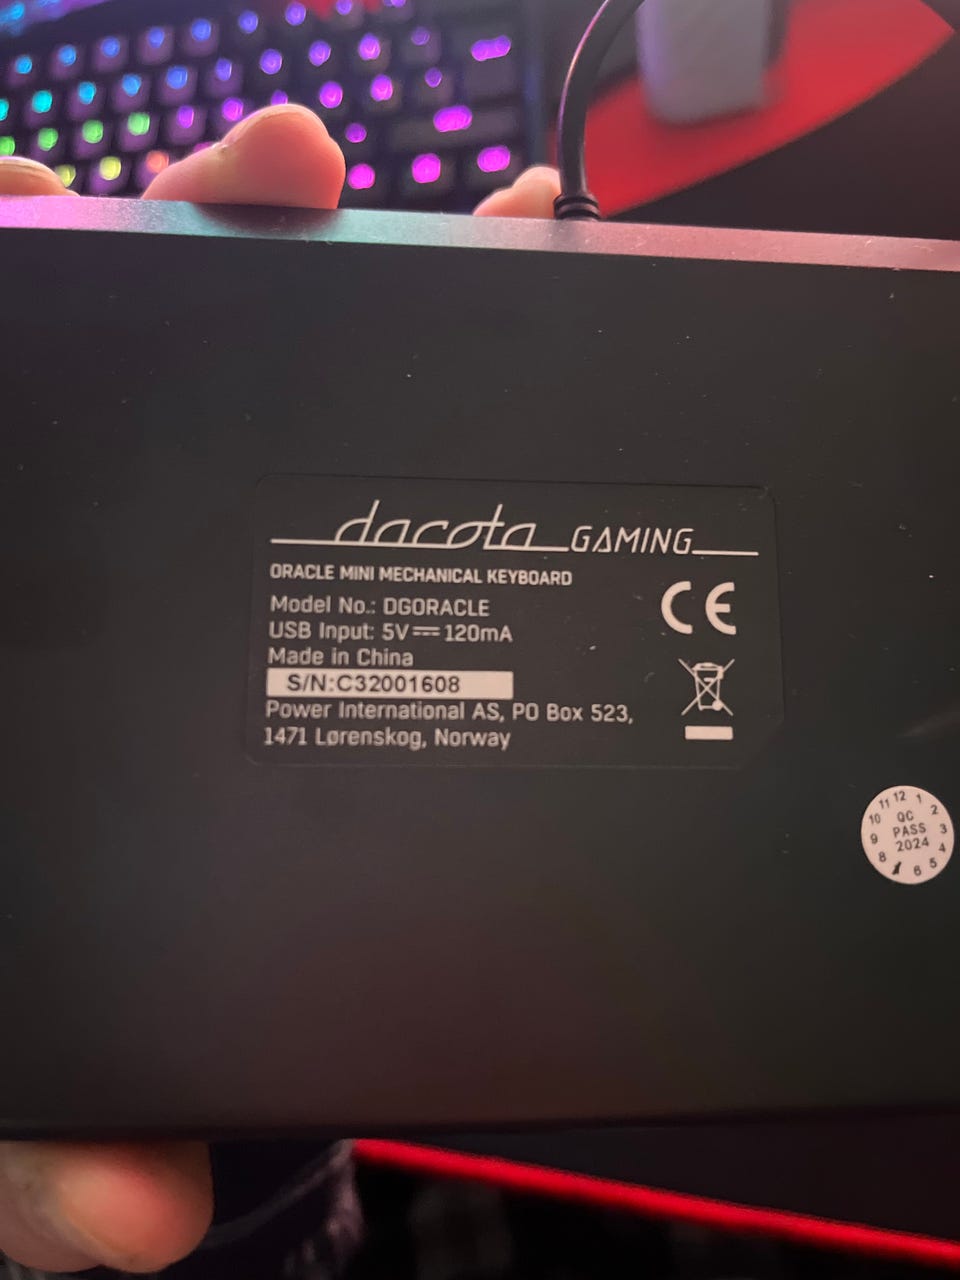 dacota GAMING
ORACLE MINI MECHANICAL KEYBOARD
Model No.: DGORACLE
USB Input: 5V⎓120mA
Made in China
S/N:C32001608
Power International AS, PO Box 523,
1471 Lørenskog, Norway
CE
11 12 1
10 QC 2
9 PASS 3
8 2024 4
6 5